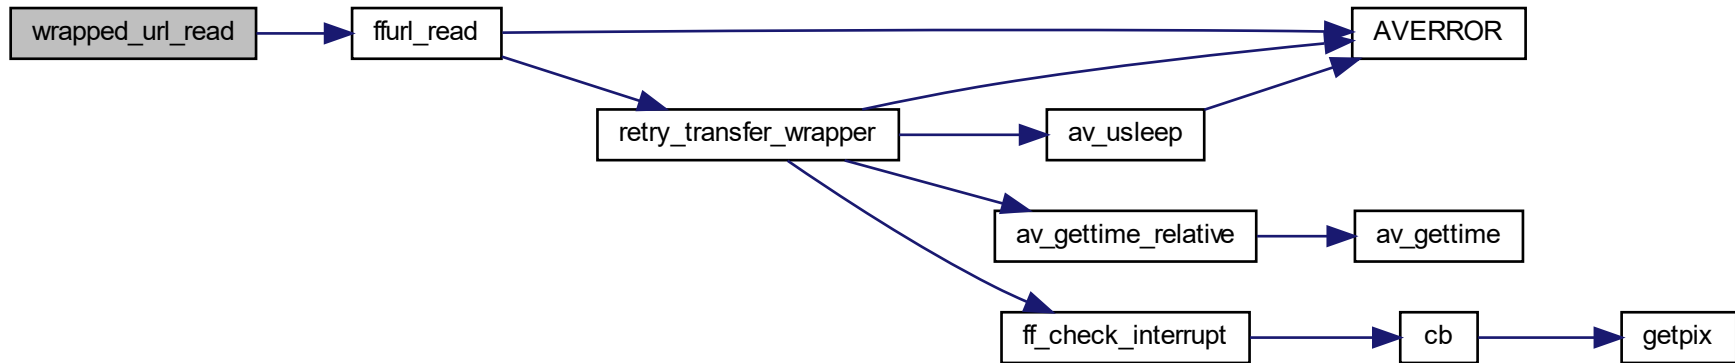 wrapped_url_read
ffurl_read
AVERROR
retry_transfer_wrapper
av_usleep
av_gettime_relative
av_gettime
ff_check_interrupt
cb
getpix